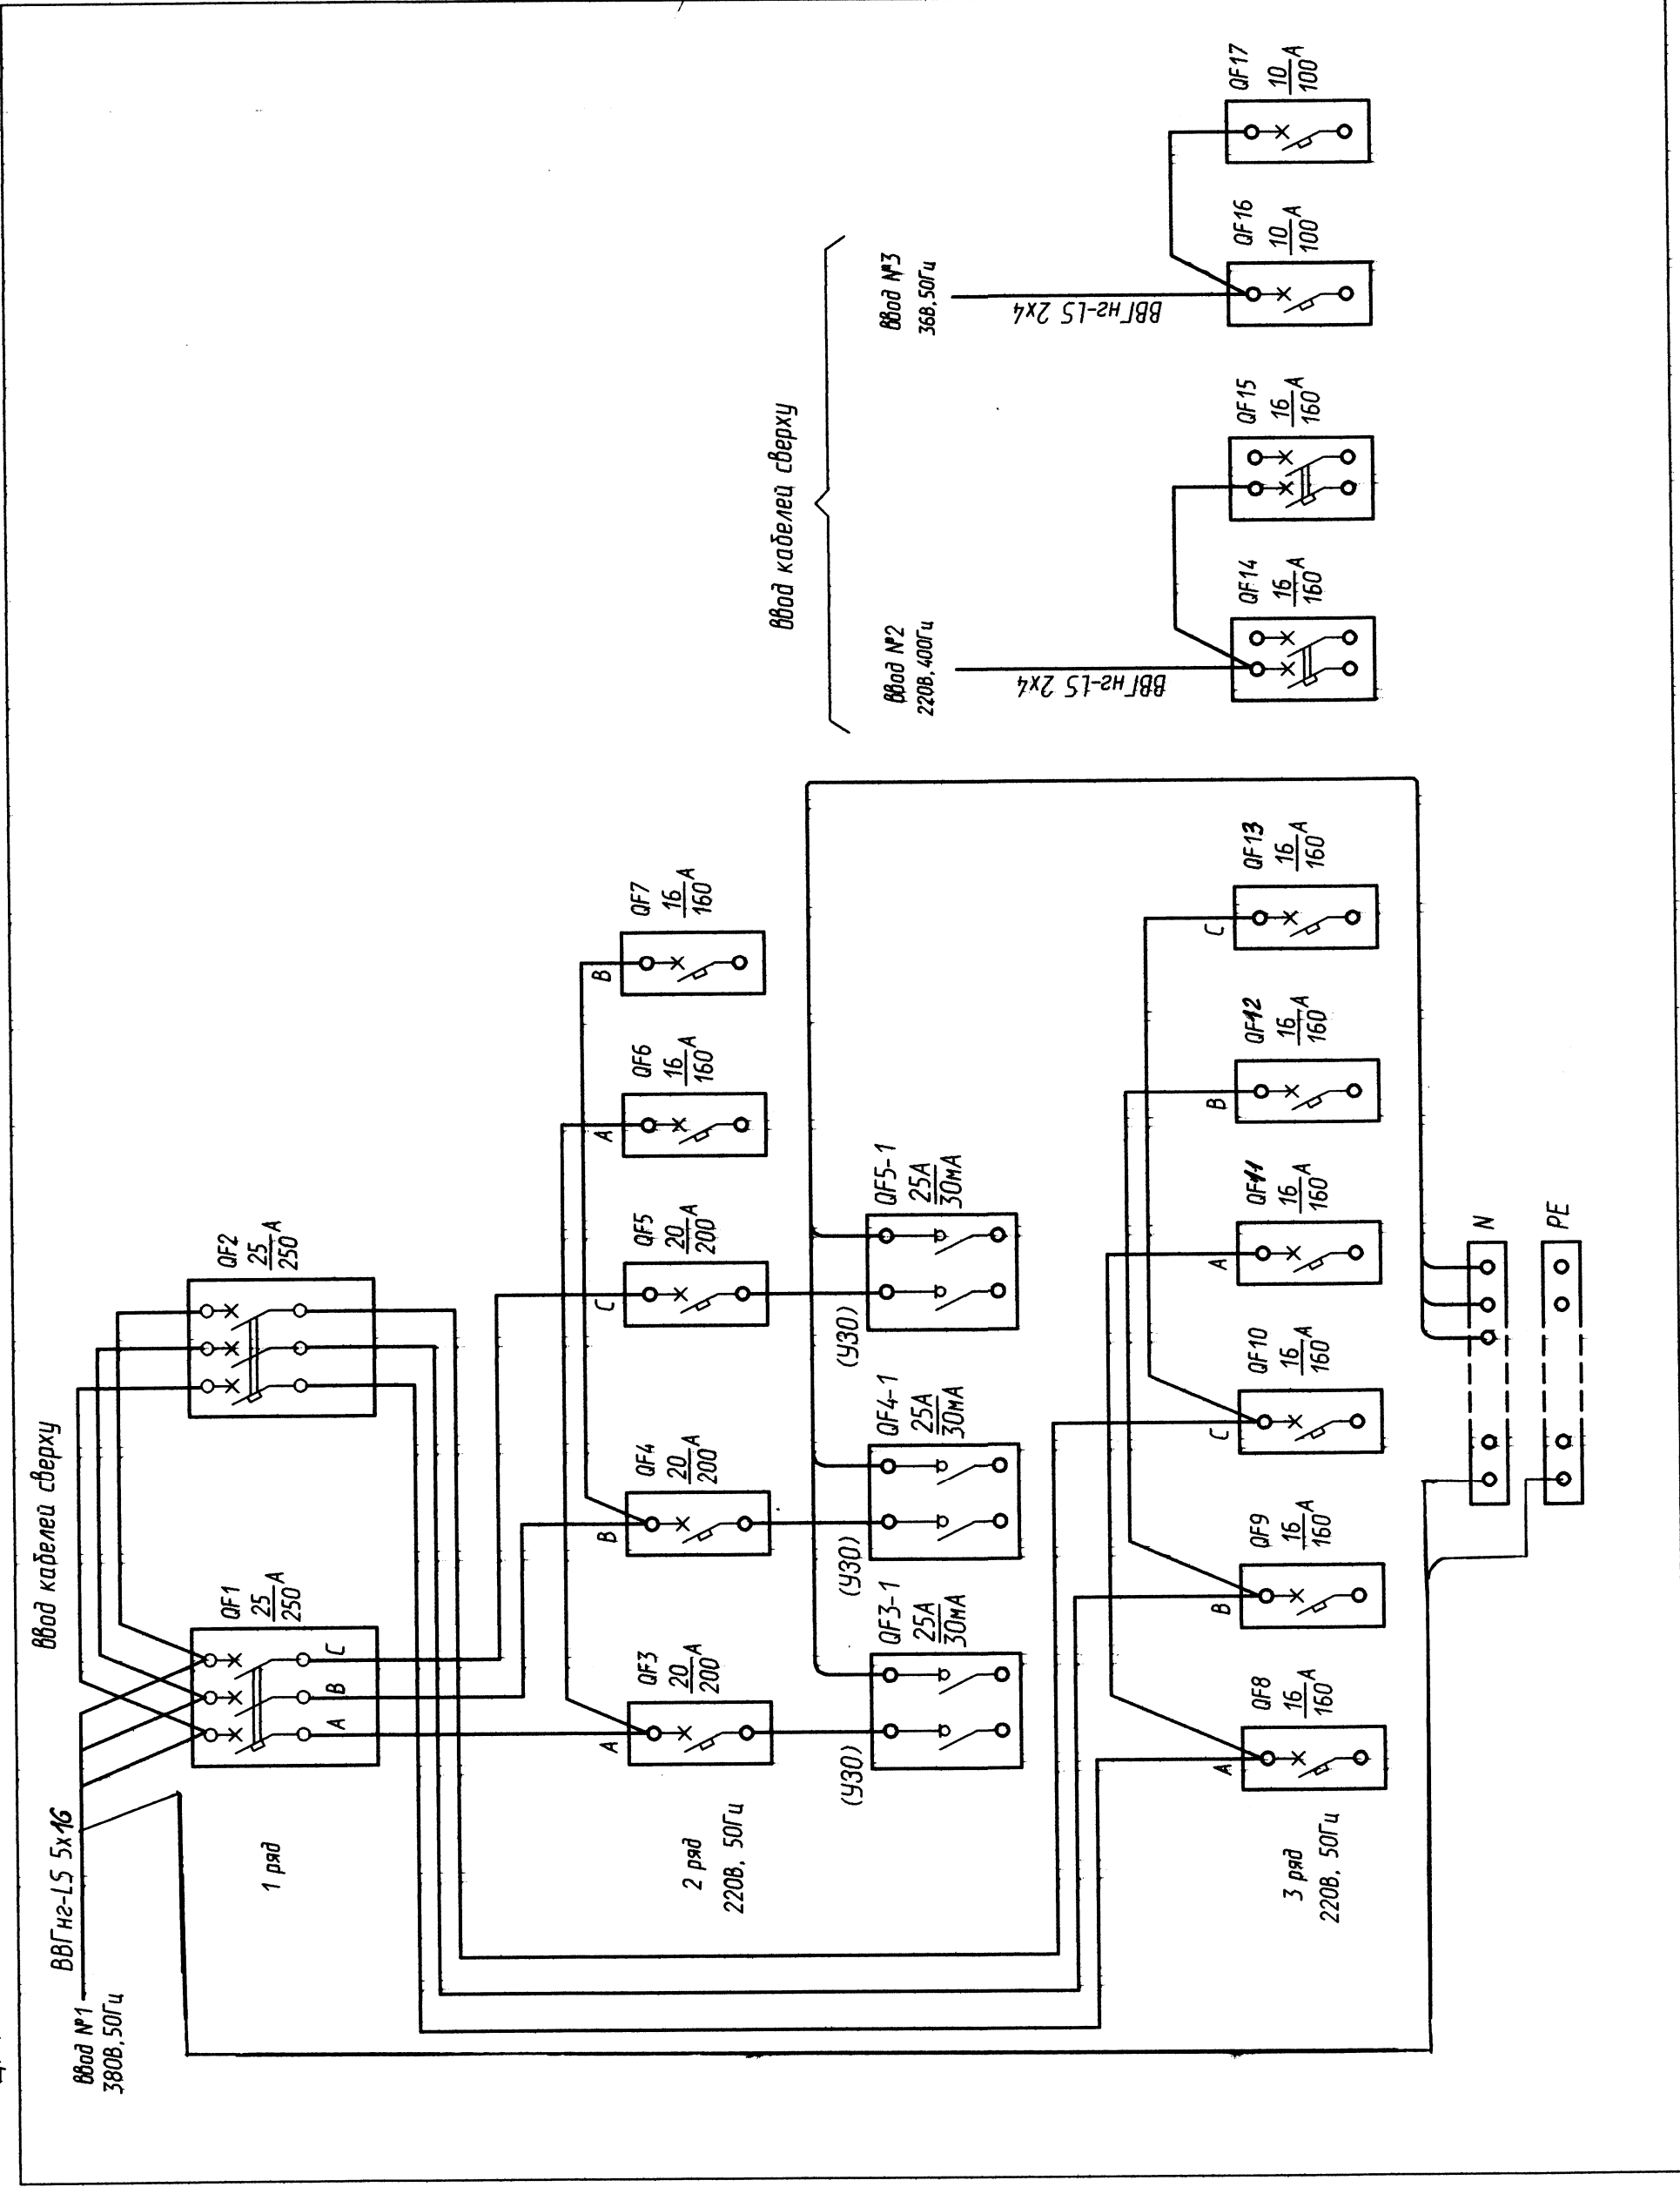 Ввод кабелей сверху
ВВГнг-LS 5х16
Ввод №1
380В, 50Гц
QF1
25
250 А
QF2
25
250 А
А
В
С
1 ряд
2 ряд
220В, 50Гц
QF3
20
200 А
А
QF4
20
200 А
В
QF5
20
200 А
С
QF6
16
160 А
А
QF7
16
160 А
В
(УЗО)
QF3-1
25А
30мА
(УЗО)
QF4-1
25А
30мА
(УЗО)
QF5-1
25А
30мА
3 ряд
220В, 50Гц
QF8
16
160 А
А
QF9
16
160 А
В
QF10
16
160 А
С
QF11
16
160 А
А
QF12
16
160 А
В
QF13
16
160 А
С
N
PE
Ввод кабелей сверху
Ввод №2
220В, 400Гц
ВВГнг-LS 2х4
QF14
16
160 А
QF15
16
160 А
Ввод №3
36В, 50Гц
ВВГнг-LS 2х4
QF16
10
100 А
QF17
10
100 А